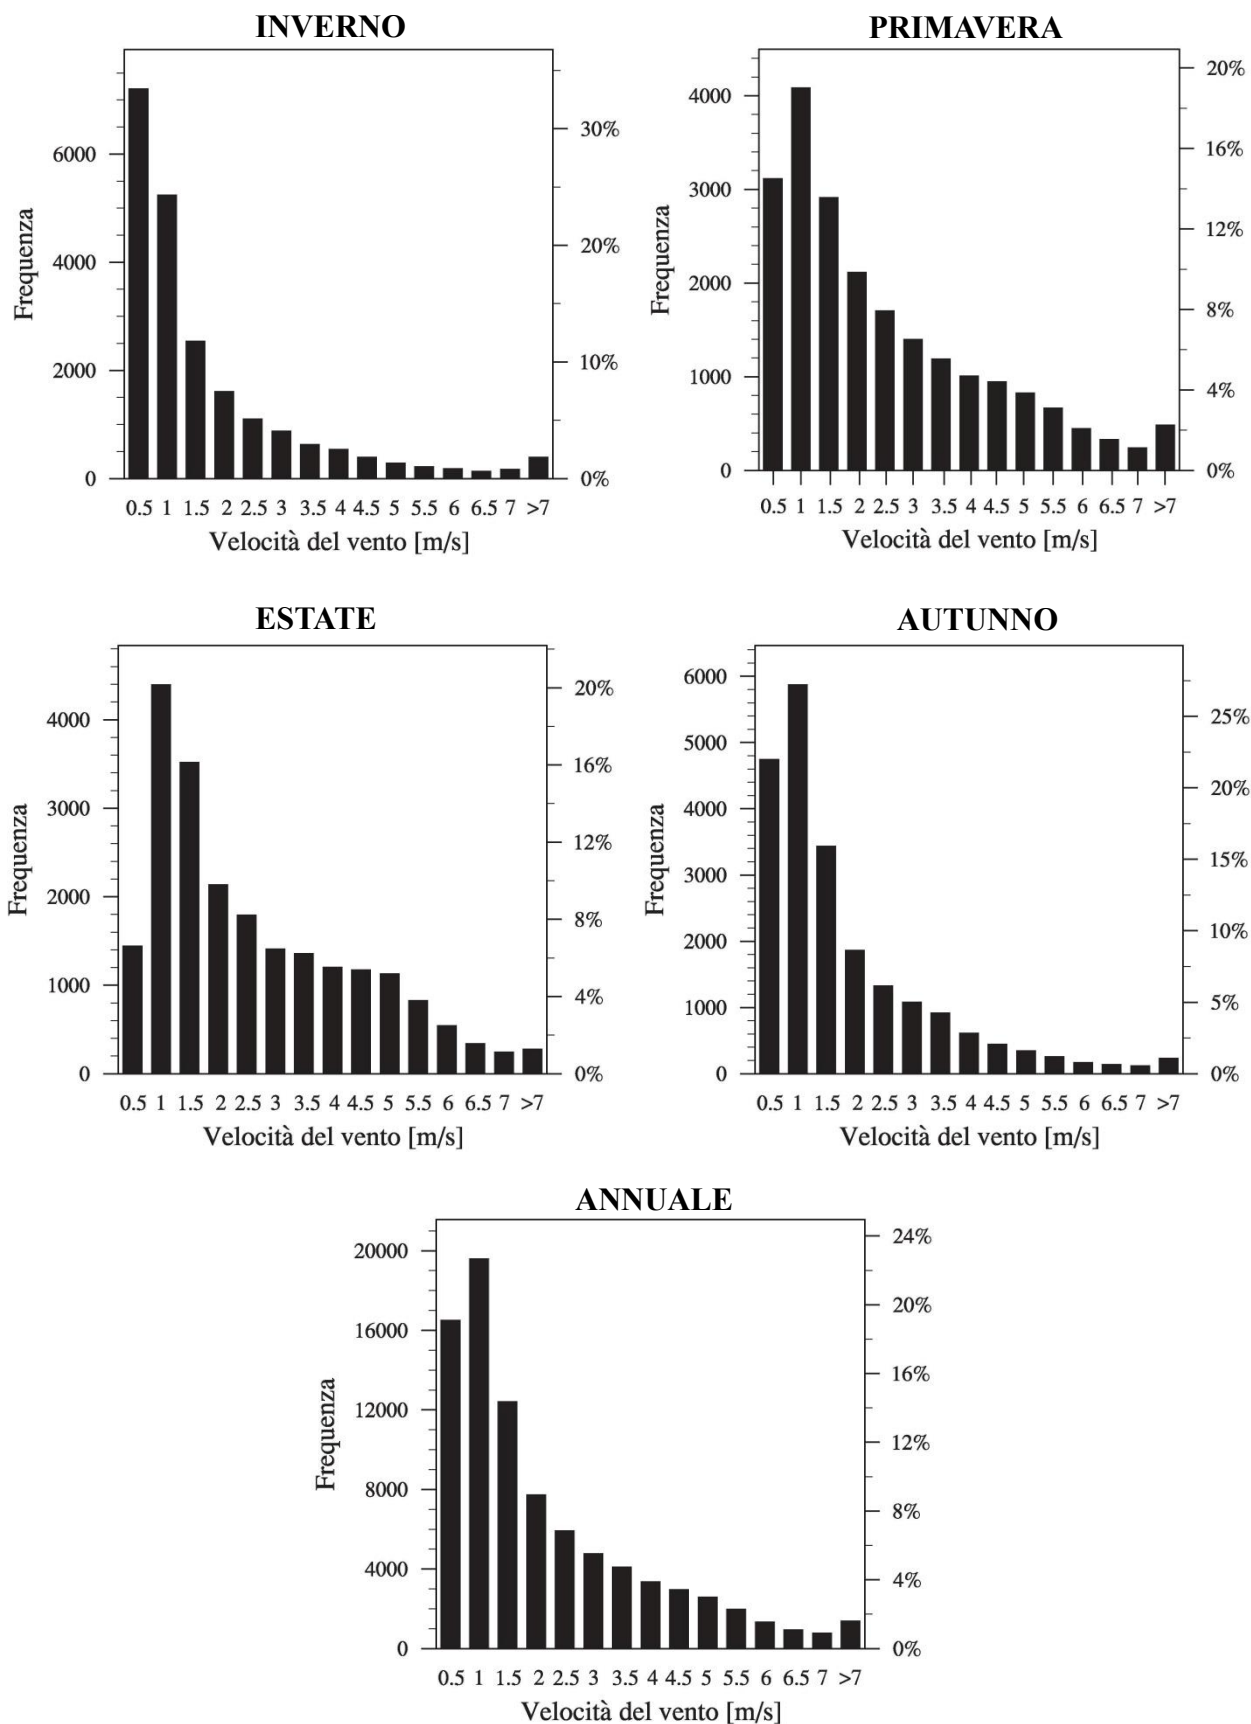 INVERNO
6000
4000
2000
0
Frequenza
30%
20%
10%
0%
0.5 1 1.5 2 2.5 3 3.5 4 4.5 5 5.5 6 6.5 7 >7
Velocità del vento [m/s]
PRIMAVERA
4000
3000
2000
1000
0
Frequenza
20%
16%
12%
8%
4%
0%
0.5 1 1.5 2 2.5 3 3.5 4 4.5 5 5.5 6 6.5 7 >7
Velocità del vento [m/s]
ESTATE
4000
3000
2000
1000
0
Frequenza
20%
16%
12%
8%
4%
0%
0.5 1 1.5 2 2.5 3 3.5 4 4.5 5 5.5 6 6.5 7 >7
Velocità del vento [m/s]
AUTUNNO
6000
5000
4000
3000
2000
1000
0
Frequenza
25%
20%
15%
10%
5%
0%
0.5 1 1.5 2 2.5 3 3.5 4 4.5 5 5.5 6 6.5 7 >7
Velocità del vento [m/s]
ANNUALE
20000
16000
12000
8000
4000
0
Frequenza
24%
20%
16%
12%
8%
4%
0%
0.5 1 1.5 2 2.5 3 3.5 4 4.5 5 5.5 6 6.5 7 >7
Velocità del vento [m/s]